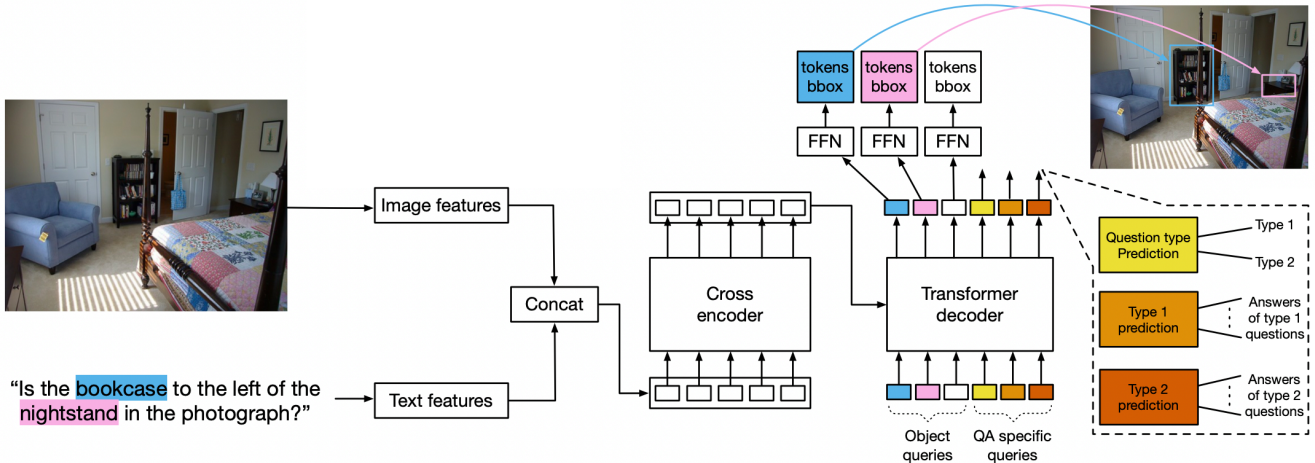 "Is the bookcase to the left of the
nightstand in the photograph?"
Image features
Text features
Concat
Cross
encoder
Transformer
decoder
Object
queries
QA specific
queries
FFN
FFN
FFN
tokens
bbox
tokens
bbox
tokens
bbox
Question type
Prediction
Type 1
Type 2
Type 1
prediction
Answers
of type 1
questions
Type 2
prediction
Answers
of type 2
questions